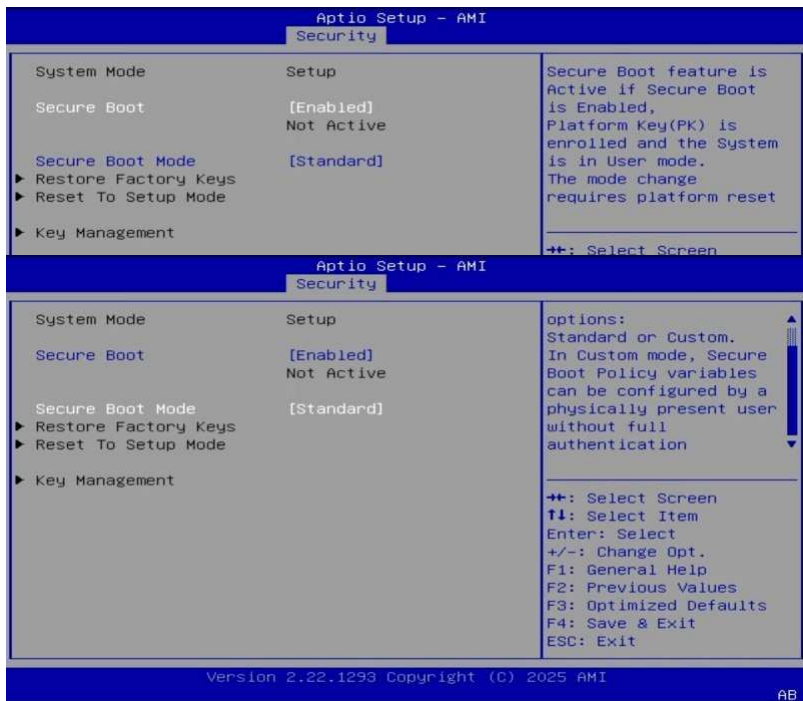 Aptio Setup – AMI
Security
System Mode Setup
Secure Boot [Enabled]
Not Active
Secure Boot Mode [Standard]
▶ Restore Factory Keys
▶ Reset To Setup Mode
▶ Key Management
Secure Boot feature is
Active if Secure Boot
is Enabled,
Platform Key(PK) is
enrolled and the System
is in User mode.
The mode change
requires platform reset
→←: Select Screen
Aptio Setup – AMI
Security
System Mode Setup
Secure Boot [Enabled]
Not Active
Secure Boot Mode [Standard]
▶ Restore Factory Keys
▶ Reset To Setup Mode
▶ Key Management
options:
Standard or Custom.
In Custom mode, Secure
Boot Policy variables
can be configured by a
physically present user
without full
authentication
→←: Select Screen
↑↓: Select Item
Enter: Select
+/-: Change Opt.
F1: General Help
F2: Previous Values
F3: Optimized Defaults
F4: Save & Exit
ESC: Exit
Version 2.22.1293 Copyright (C) 2025 AMI
AB